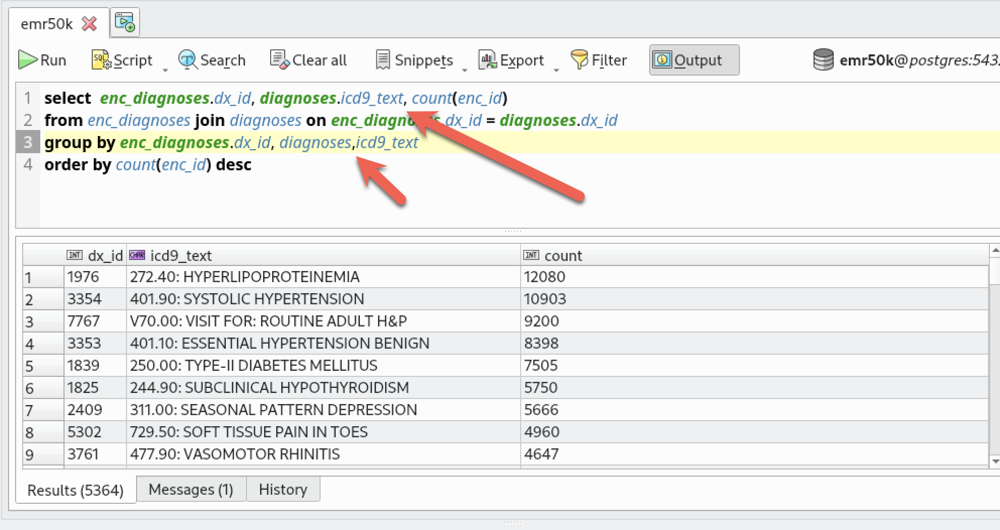 emr50k
Run Script Search Clear all Snippets Export Filter Output emr50k@postgres:543
1 select  enc_diagnoses.dx_id, diagnoses.icd9_text, count(enc_id)
2 from enc_diagnoses join diagnoses on enc_diagnoses.dx_id = diagnoses.dx_id
3 group by enc_diagnoses.dx_id, diagnoses,icd9_text
4 order by count(enc_id) desc
INT dx_id CHAR icd9_text INT count
1 1976 272.40: HYPERLIPOPROTEINEMIA 12080
2 3354 401.90: SYSTOLIC HYPERTENSION 10903
3 7767 V70.00: VISIT FOR: ROUTINE ADULT H&P 9200
4 3353 401.10: ESSENTIAL HYPERTENSION BENIGN 8398
5 1839 250.00: TYPE-II DIABETES MELLITUS 7505
6 1825 244.90: SUBCLINICAL HYPOTHYROIDISM 5750
7 2409 311.00: SEASONAL PATTERN DEPRESSION 5666
8 5302 729.50: SOFT TISSUE PAIN IN TOES 4960
9 3761 477.90: VASOMOTOR RHINITIS 4647
Results (5364) Messages (1) History